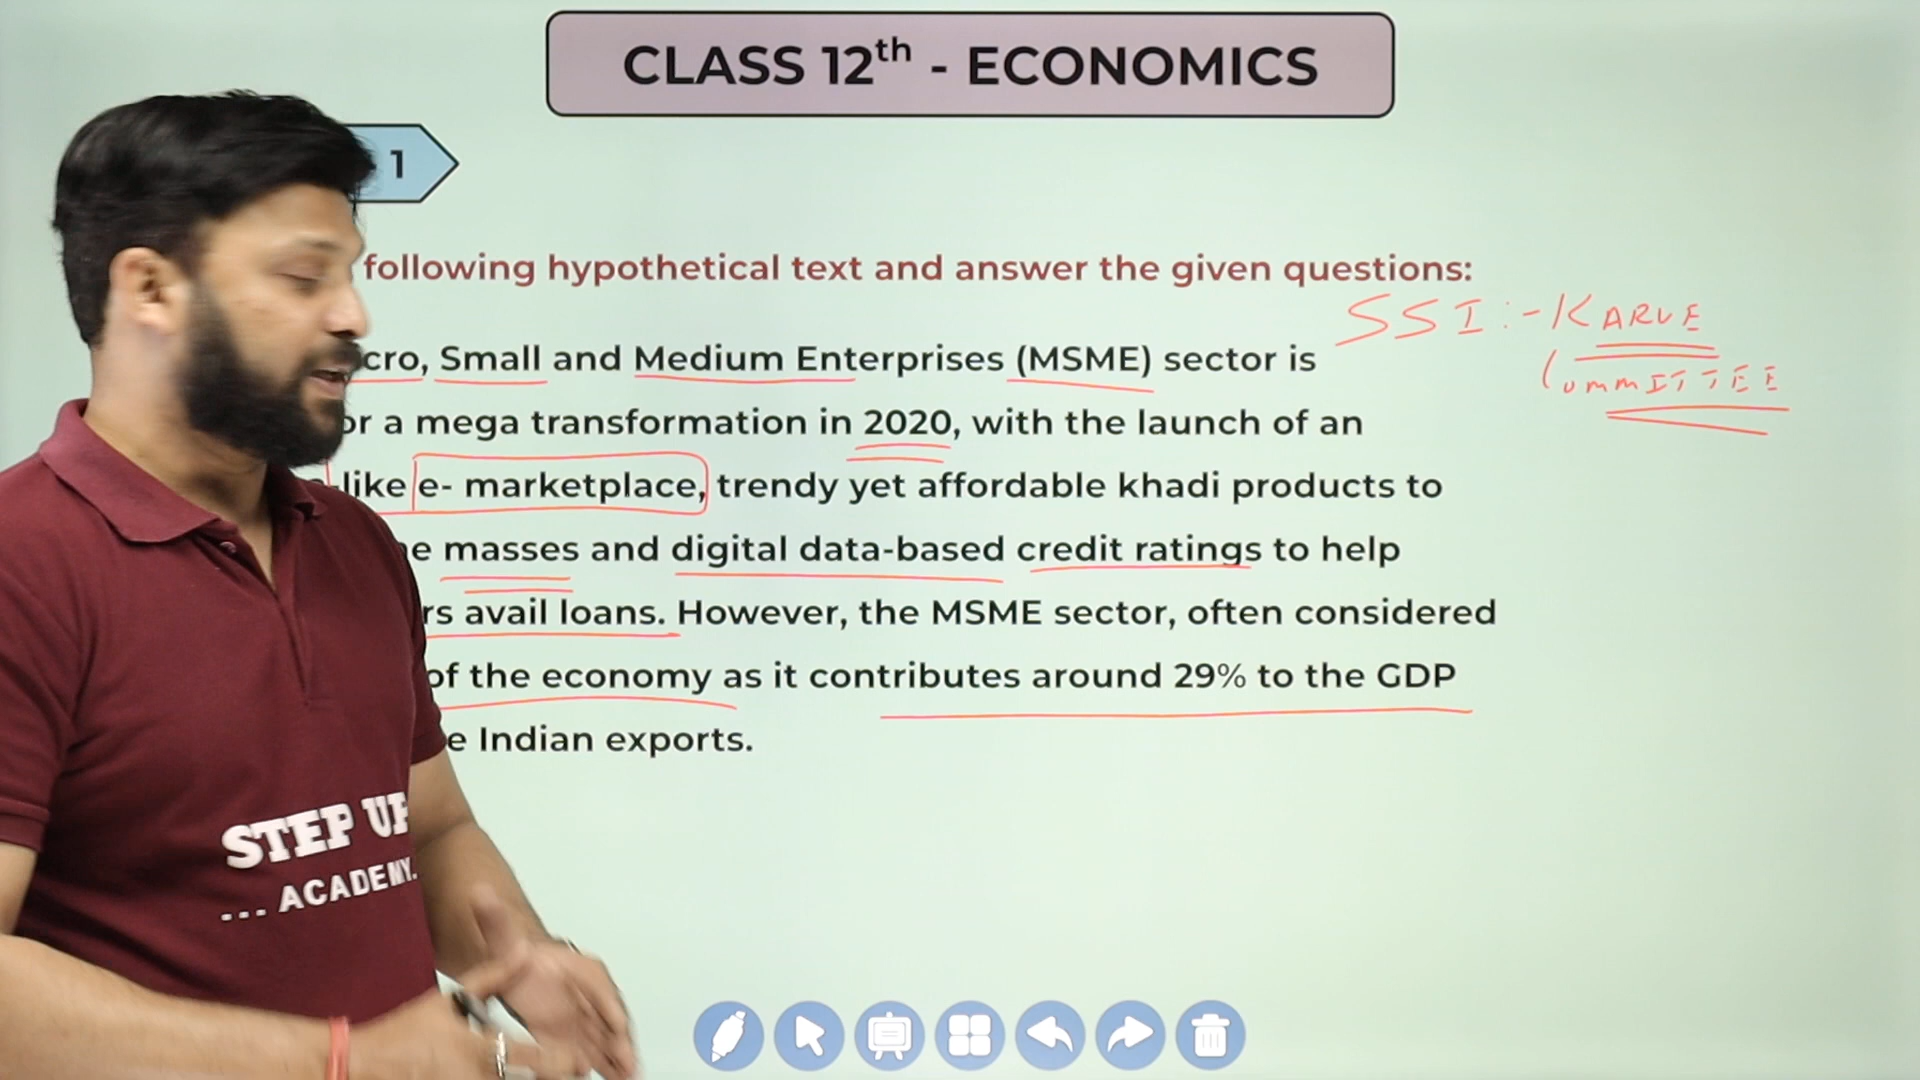 CLASS 12th - ECONOMICS
1
following hypothetical text and answer the given questions:
SSI :- KARVE
COMMITTEE
cro, Small and Medium Enterprises (MSME) sector is
or a mega transformation in 2020, with the launch of an
-like e- marketplace, trendy yet affordable khadi products to
e masses and digital data-based credit ratings to help
rs avail loans. However, the MSME sector, often considered
of the economy as it contributes around 29% to the GDP
e Indian exports.
STEP UP
... ACADEMY.